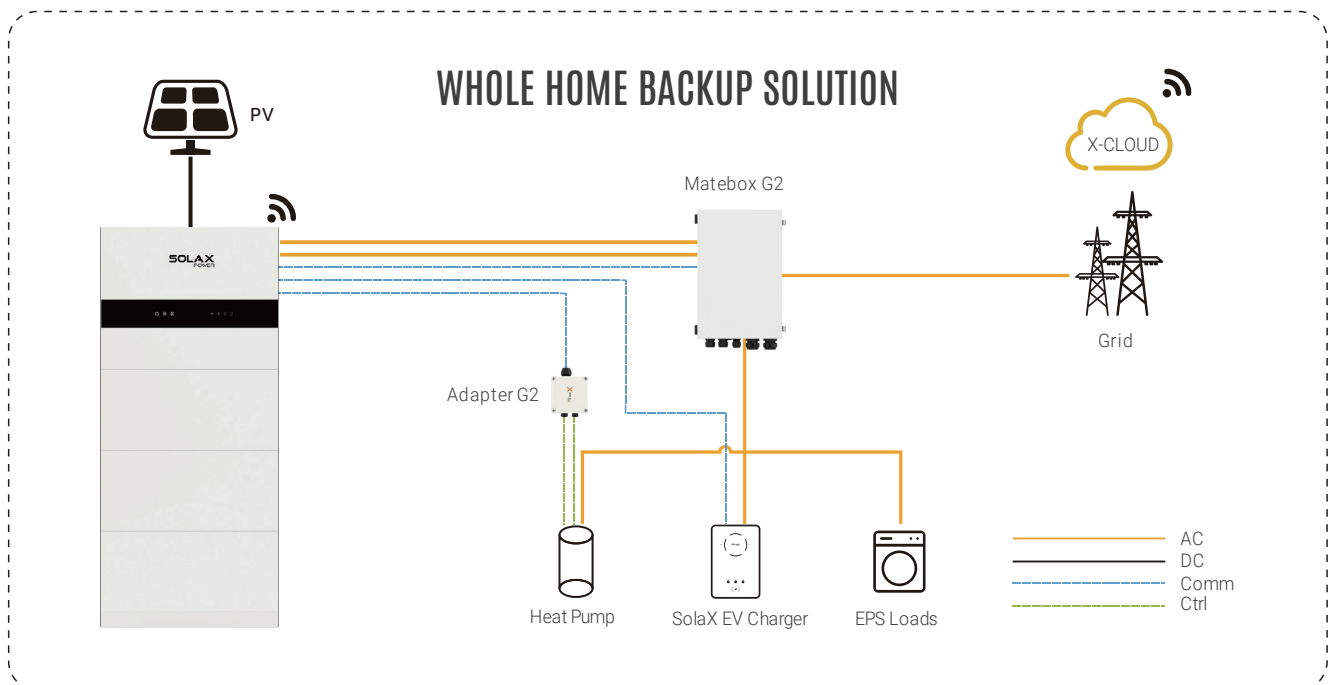 WHOLE HOME BACKUP SOLUTION
PV
X-CLOUD
Matebox G2
SOLAX
POWER
Grid
Adapter G2
Heat Pump
SolaX EV Charger
EPS Loads
AC
DC
Comm
Ctrl